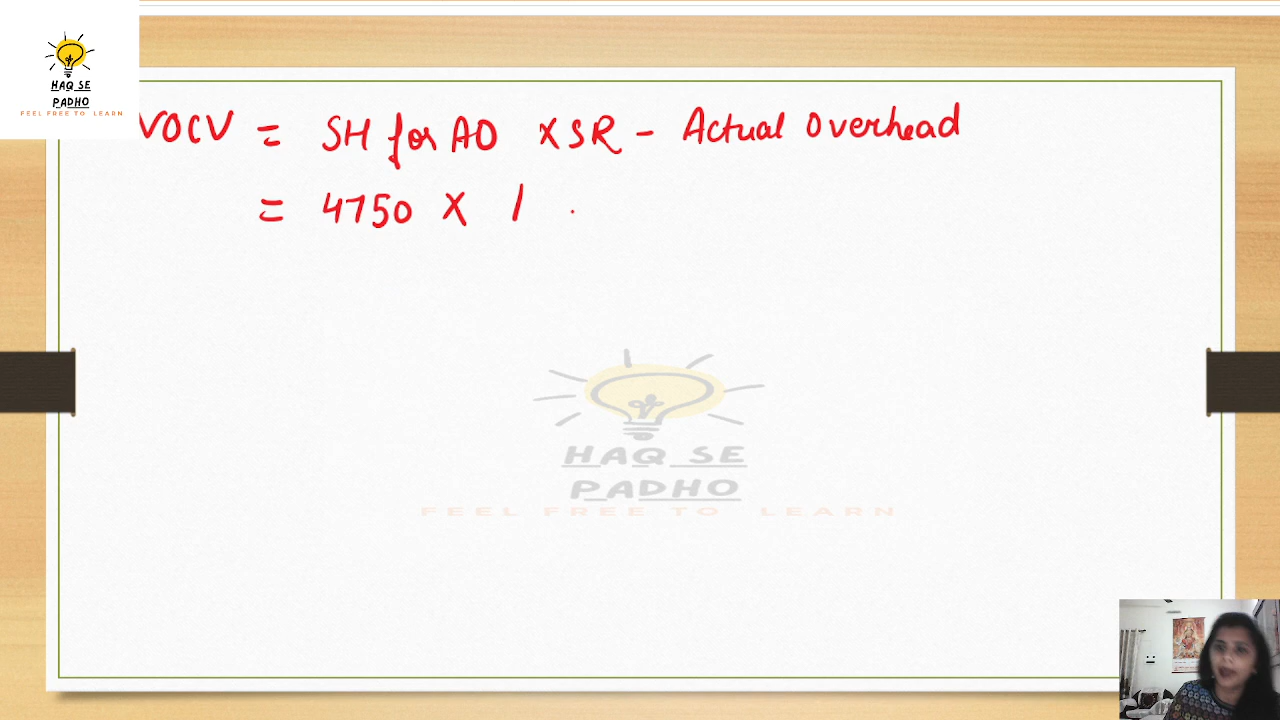 HAQ SE
PADHO
FEEL FREE TO LEARN
VOCV = SH for AO X SR - Actual Overhead
= 4750 X 1
HAQ SE
PADHO
FEEL FREE TO LEARN